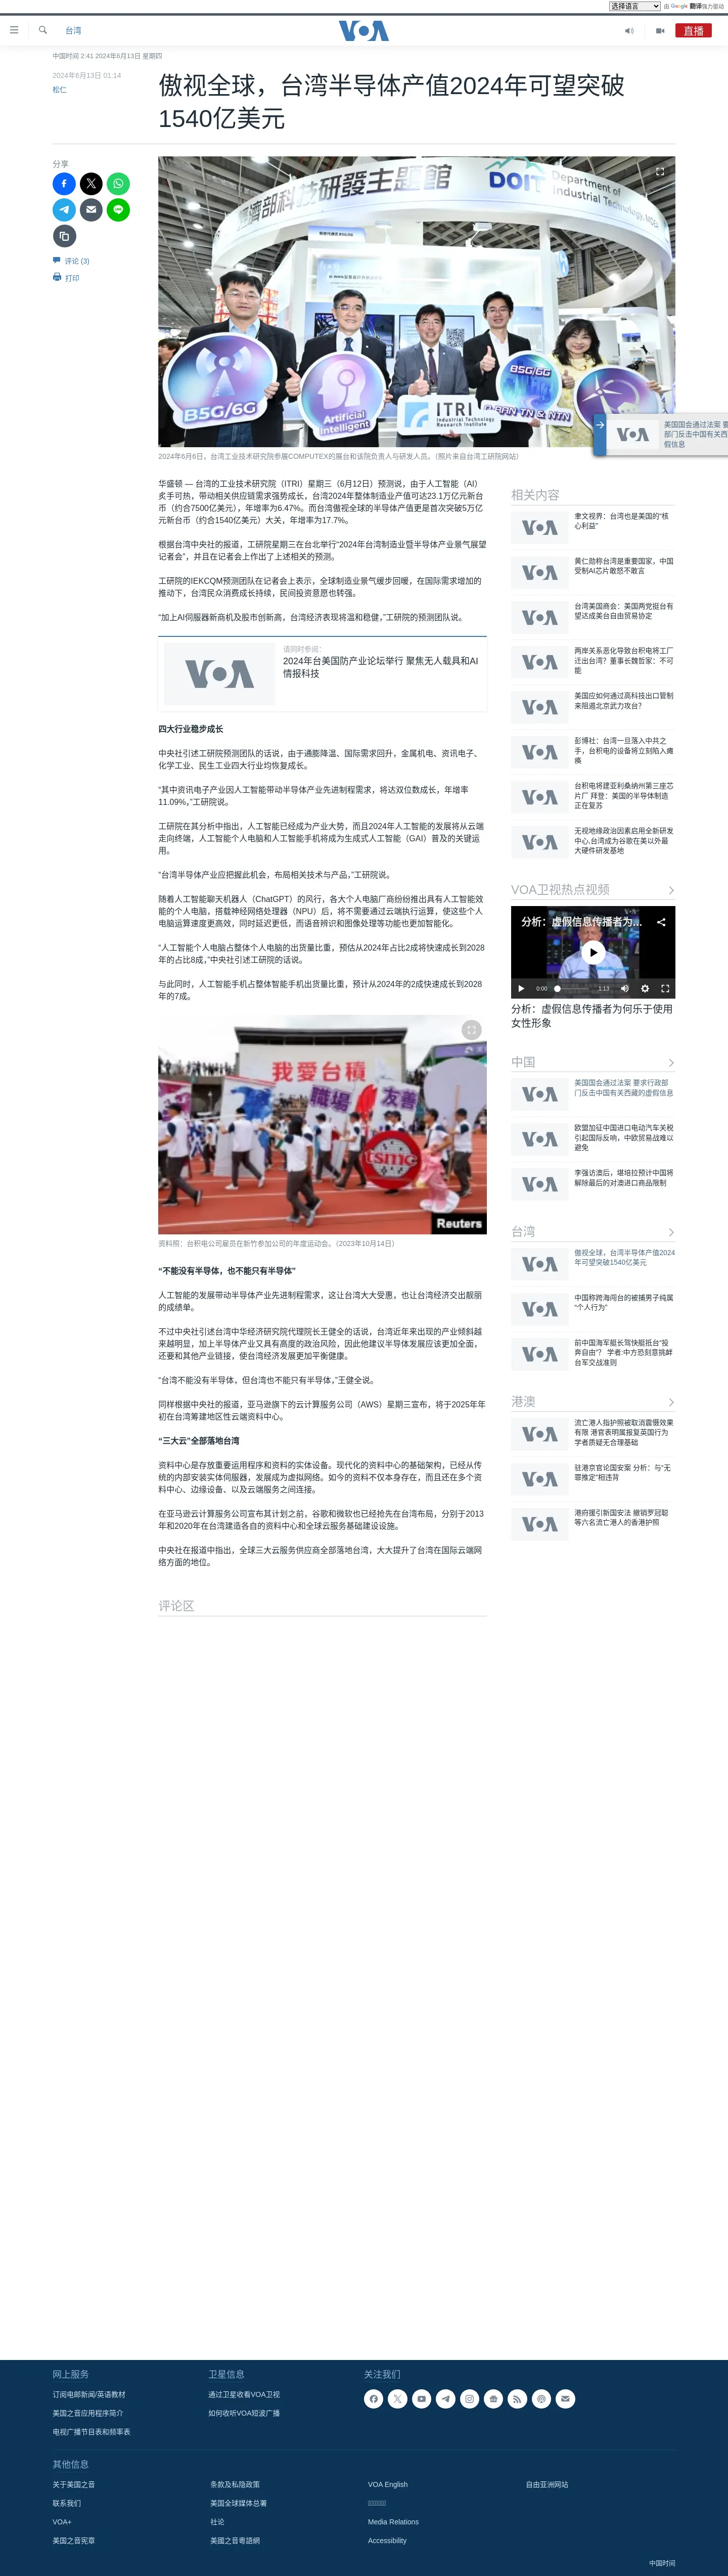 选择语言 由 Google 翻译强力驱动
台湾
VOA
直播
中国时间 2:41 2024年6月13日 星期四
2024年6月13日 01:14
松仁
傲视全球，台湾半导体产值2024年可望突破
1540亿美元
分享
评论 (3)
打印
DOIT Department of
Industrial Technology, MOEA
B5G/6G
Artificial
Intelligent
ITRI
Industrial Technology
Research Institute
B5G/6G
2024年6月6日，台湾工业技术研究院参展COMPUTEX的展台和该院负责人与研发人员。（照片来自台湾工研院网站）
美国国会通过法案 要
部门反击中国有关西
假信息
华盛顿 — 台湾的工业技术研究院（ITRI）星期三（6月12日）预测说，由于人工智能（AI）
炙手可热，带动相关供应链需求强势成长，台湾2024年整体制造业产值可达23.1万亿元新台
币（约合7500亿美元），年增率为6.47%。而台湾傲视全球的半导体产值更是首次突破5万亿
元新台币（约合1540亿美元）大关，年增率为17.7%。
根据台湾中央社的报道，工研院星期三在台北举行“2024年台湾制造业暨半导体产业景气展望
记者会”，并且在记者会上作出了上述相关的预测。
工研院的IEKCQM预测团队在记者会上表示，全球制造业景气缓步回暖，在国际需求增加的
推动下，台湾民众消费成长持续，民间投资意愿也转强。
“加上AI伺服器新商机及股市创新高，台湾经济表现将温和稳健，”工研院的预测团队说。
请同时参阅:
2024年台美国防产业论坛举行 聚焦无人载具和AI
情报科技
四大行业稳步成长
中央社引述工研院预测团队的话说，由于通膨降温、国际需求回升，金属机电、资讯电子、
化学工业、民生工业四大行业均恢复成长。
“其中资讯电子产业因人工智能带动半导体产业先进制程需求，将达双位数成长，年增率
11.09%，”工研院说。
工研院在其分析中指出，人工智能已经成为产业大势，而且2024年人工智能的发展将从云端
走向终端，人工智能个人电脑和人工智能手机将成为生成式人工智能（GAI）普及的关键运
用。
“台湾半导体产业应把握此机会，布局相关技术与产品，”工研院说。
随着人工智能聊天机器人（ChatGPT）的风行，各大个人电脑厂商纷纷推出具有人工智能效
能的个人电脑，搭载神经网络处理器（NPU）后，将不需要通过云端执行运算，使这些个人
电脑运算速度更高效，同时延迟更低，而语音辨识和图像处理等功能也更加智能化。
“人工智能个人电脑占整体个人电脑的出货量比重，预估从2024年占比2成将快速成长到2028
年的占比8成，”中央社引述工研院的话说。
与此同时，人工智能手机占整体智能手机出货量比重，预计从2024年的2成快速成长到2028
年的7成。
我愛台積
職場
tsmc
Reuters
资料照：台积电公司雇员在新竹参加公司的年度运动会。（2023年10月14日）
“不能没有半导体，也不能只有半导体”
人工智能的发展带动半导体产业先进制程需求，这让台湾大大受惠，也让台湾经济交出靓丽
的成绩单。
不过中央社引述台湾中华经济研究院代理院长王健全的话说，台湾近年来出现的产业倾斜越
来越明显，加上半导体产业又具有高度的政治风险，因此他建议半导体发展应该更加全面，
还要和其他产业链接，使台湾经济发展更加平衡健康。
“台湾不能没有半导体，但台湾也不能只有半导体，”王健全说。
同样根据中央社的报道，亚马逊旗下的云计算服务公司（AWS）星期三宣布，将于2025年年
初在台湾筹建地区性云端资料中心。
“三大云”全部落地台湾
资料中心是存放重要运用程序和资料的实体设备。现代化的资料中心的基础架构，已经从传
统的内部安装实体伺服器，发展成为虚拟网络。如今的资料不仅本身存在，而且还在多个资
料中心、边缘设备、以及云端服务之间连接。
在亚马逊云计算服务公司宣布其计划之前，谷歌和微软也已经抢先在台湾布局，分别于2013
年和2020年在台湾建造各自的资料中心和全球云服务基础建设设施。
中央社在报道中指出，全球三大云服务供应商全部落地台湾，大大提升了台湾在国际云端网
络方面的地位。
评论区
相关内容
聿文视界：台湾也是美国的“核
心利益”
黄仁勋称台湾是重要国家，中国
受制AI芯片敢怒不敢言
台湾美国商会：美国两党挺台有
望达成美台自由贸易协定
两岸关系恶化导致台积电将工厂
迁出台湾？董事长魏哲家：不可
能
美国应如何通过高科技出口管制
来阻遏北京武力攻台？
彭博社：台湾一旦落入中共之
手，台积电的设备将立刻陷入瘫
痪
台积电将建亚利桑纳州第三座芯
片厂 拜登：美国的半导体制造
正在复苏
无视地缘政治因素启用全新研发
中心,台湾成为谷歌在美以外最
大硬件研发基地
VOA卫视热点视频
分析：虚假信息传播者为...
0:00 1:13
分析：虚假信息传播者为何乐于使用
女性形象
中国
美国国会通过法案 要求行政部
门反击中国有关西藏的虚假信息
欧盟加征中国进口电动汽车关税
引起国际反响，中欧贸易战难以
避免
李强访澳后，堪培拉预计中国将
解除最后的对澳进口商品限制
台湾
傲视全球，台湾半导体产值2024
年可望突破1540亿美元
中国称跨海闯台的被捕男子纯属
“个人行为”
前中国海军艇长驾快艇抵台“投
奔自由”？ 学者:中方恐刻意挑衅
台军交战准则
港澳
流亡港人指护照被取消震慑效果
有限 港官表明属报复英国行为
学者质疑无合理基础
驻港京官论国安案 分析：与“无
罪推定”相违背
港府援引新国安法 撤销罗冠聪
等六名流亡港人的香港护照
网上服务
订阅电邮新闻/英语教材
美国之音应用程序简介
电视广播节目表和频率表
卫星信息
通过卫星收看VOA卫视
如何收听VOA短波广播
关注我们
其他信息
关于美国之音
联系我们
VOA+
美国之音宪章
条款及私隐政策
美国全球媒体总署
社论
美國之音粵語網
VOA English
Media Relations
Accessibility
自由亚洲网站
中国时间